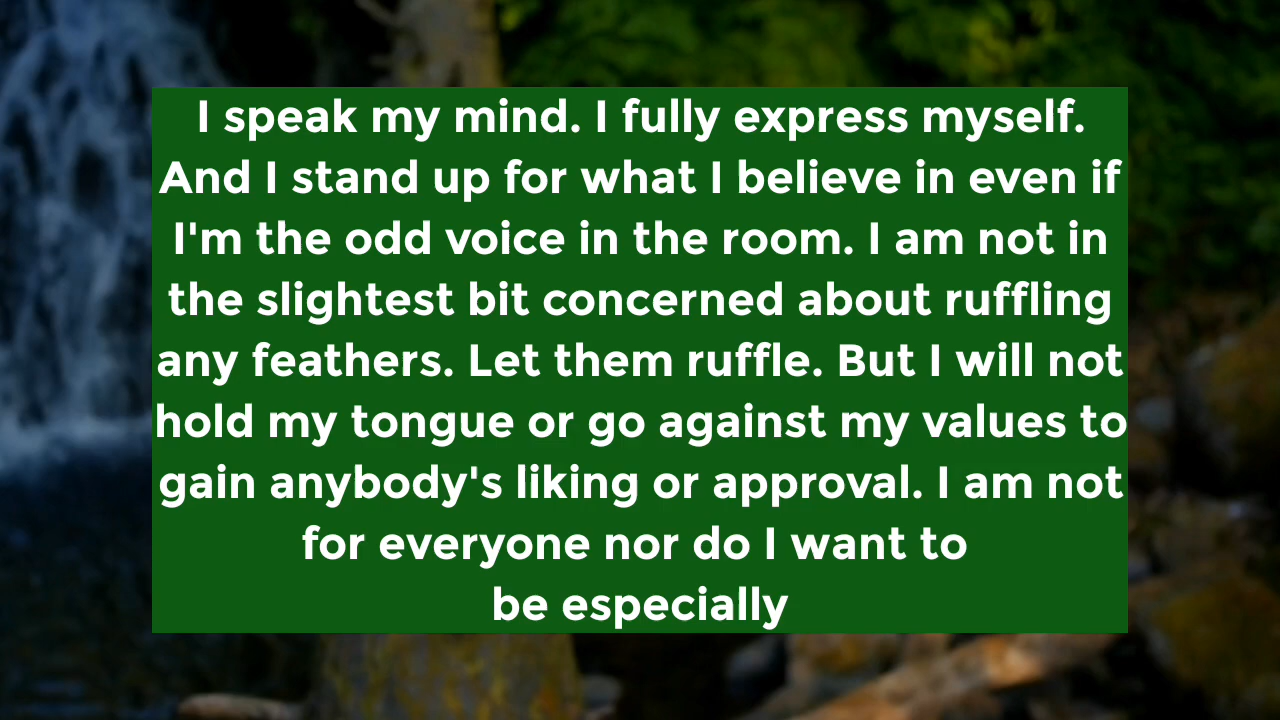 I speak my mind. I fully express myself.
And I stand up for what I believe in even if
I'm the odd voice in the room. I am not in
the slightest bit concerned about ruffling
any feathers. Let them ruffle. But I will not
hold my tongue or go against my values to
gain anybody's liking or approval. I am not
for everyone nor do I want to
be especially